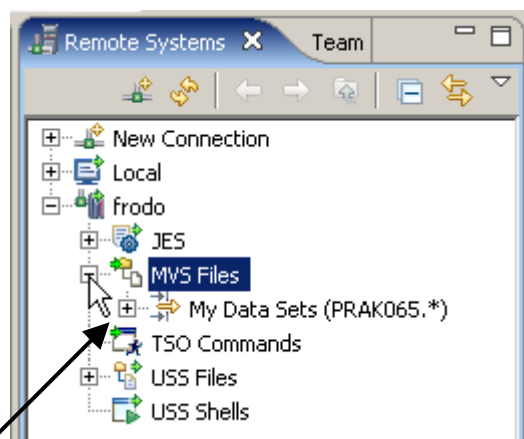 Remote Systems Team
New Connection
Local
frodo
JES
MVS Files
My Data Sets (PRAK065.*)
TSO Commands
USS Files
USS Shells